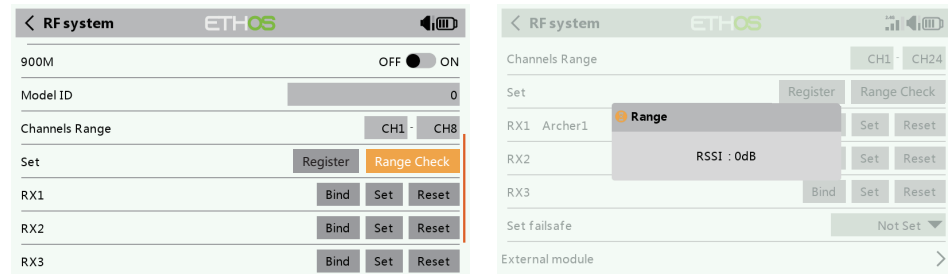 RF system
ETHOS
900M OFF ON
Model ID 0
Channels Range CH1 - CH8
Set Register Range Check
RX1 Bind Set Reset
RX2 Bind Set Reset
RX3 Bind Set Reset
RF system
ETHOS
Channels Range CH1 - CH24
Set Register Range Check
RX1 Archer1 Set Reset
RX2 Set Reset
RX3 Bind Set Reset
Set failsafe Not Set
External module
Range
RSSI : 0dB